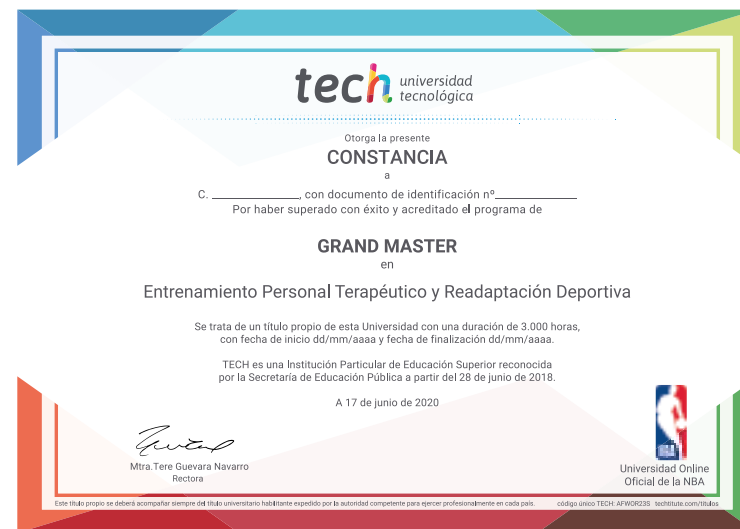 tech universidad
tecnológica
Otorga la presente
CONSTANCIA
a
C. ______________, con documento de identificación nº_____________
Por haber superado con éxito y acreditado el programa de
GRAND MASTER
en
Entrenamiento Personal Terapéutico y Readaptación Deportiva
Se trata de un título propio de esta Universidad con una duración de 3.000 horas,
con fecha de inicio dd/mm/aaaa y fecha de finalización dd/mm/aaaa.
TECH es una Institución Particular de Educación Superior reconocida
por la Secretaría de Educación Pública a partir del 28 de junio de 2018.
A 17 de junio de 2020
Mtra.Tere Guevara Navarro
Rectora
NBA
Universidad Online
Oficial de la NBA
Este título propio se deberá acompañar siempre del título universitario habilitante expedido por la autoridad competente para ejercer profesionalmente en cada país. código único TECH: AFWOR23S techtitute.com/titulos